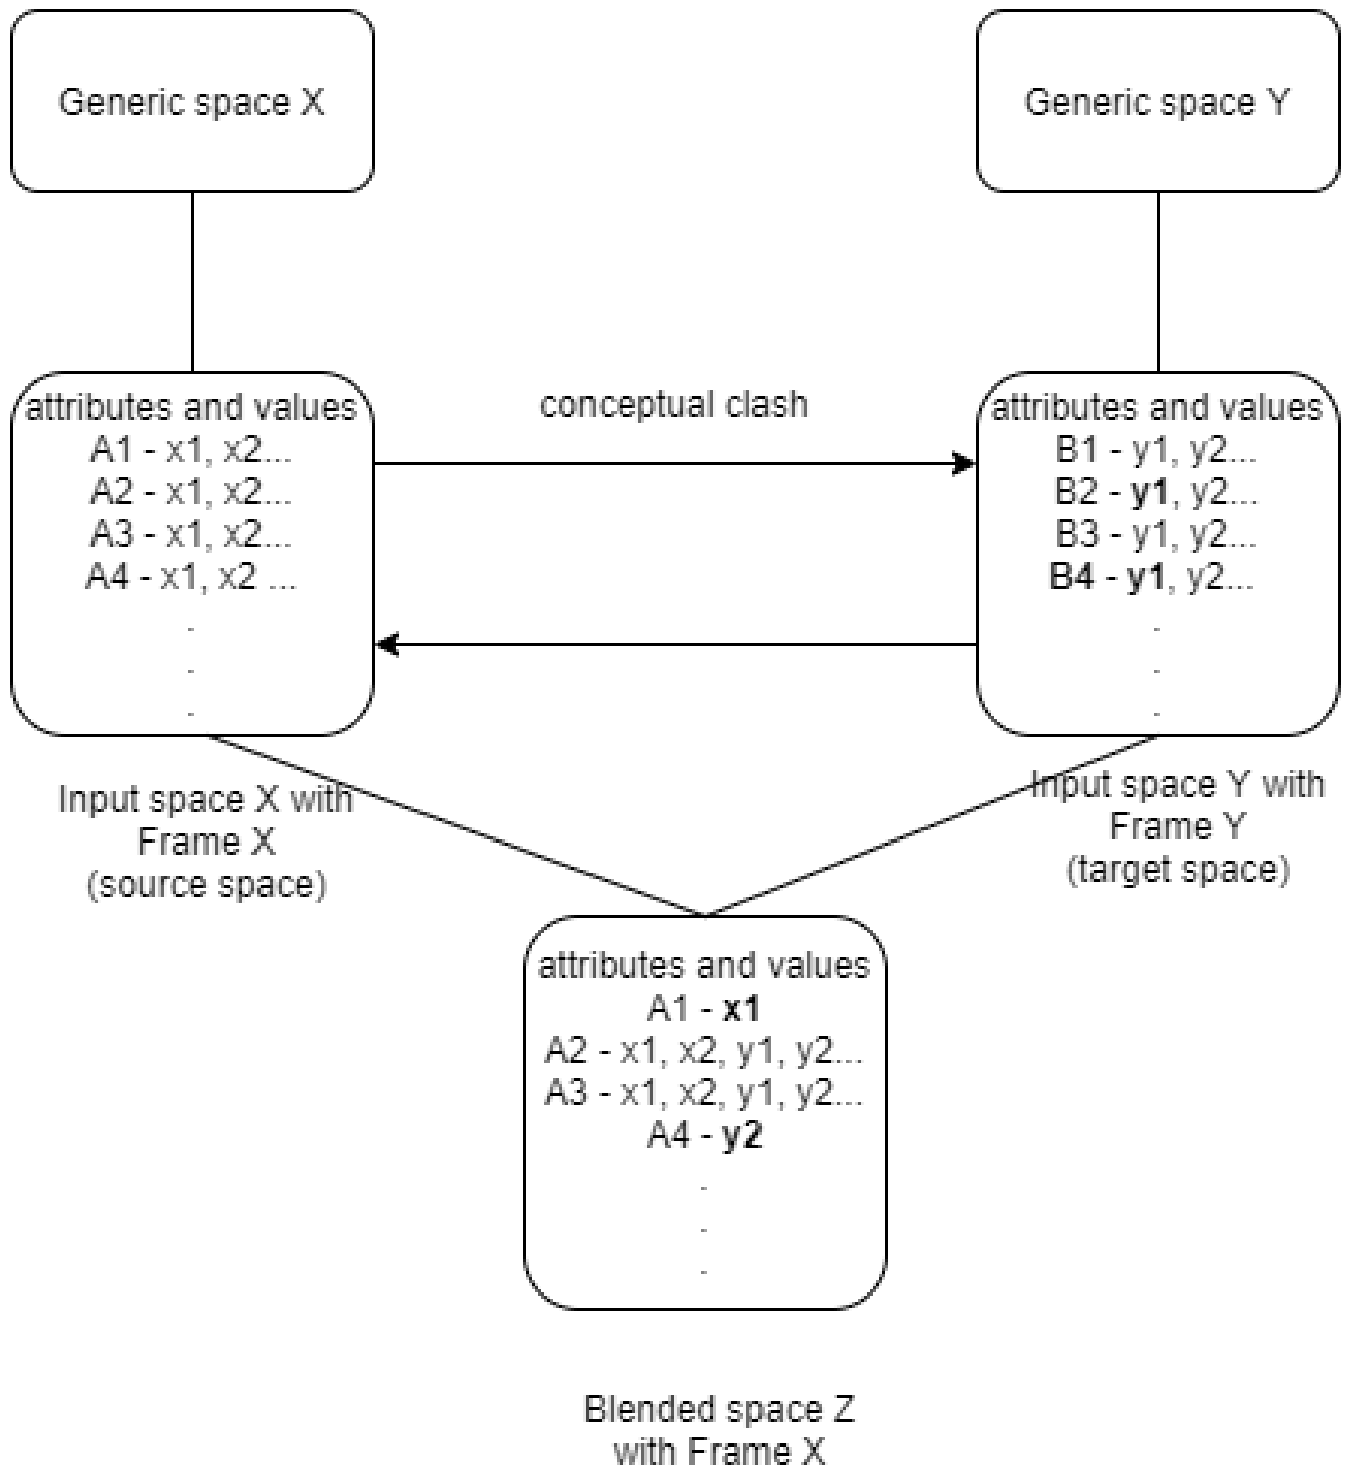 Generic space X
Generic space Y
attributes and values
A1 - x1, x2...
A2 - x1, x2...
A3 - x1, x2...
A4 - x1, x2 ...
.
.
.
conceptual clash
attributes and values
B1 - y1, y2...
B2 - y1, y2...
B3 - y1, y2...
B4 - y1, y2...
.
.
.
Input space X with
Frame X
(source space)
Input space Y with
Frame Y
(target space)
attributes and values
A1 - x1
A2 - x1, x2, y1, y2...
A3 - x1, x2, y1, y2...
A4 - y2
.
.
.
Blended space Z
with Frame X